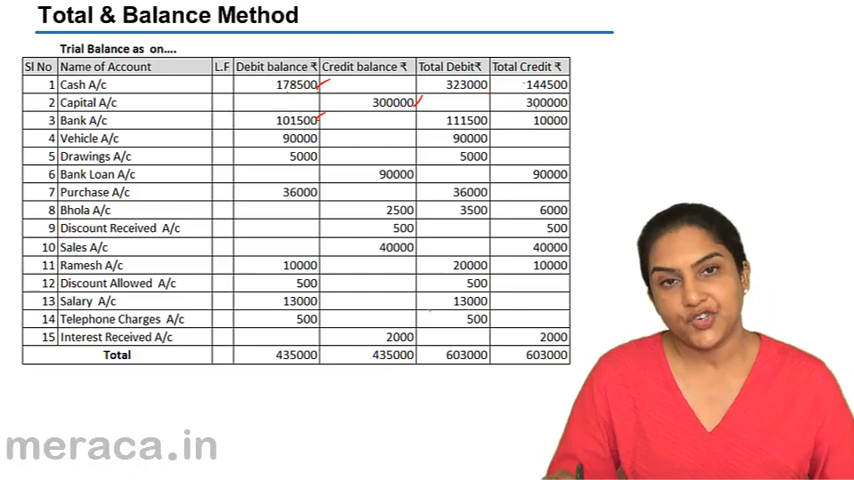 Total & Balance Method
Trial Balance as on....
Sl No Name of Account L.F Debit balance ₹ Credit balance ₹ Total Debit₹ Total Credit ₹
1 Cash A/c 178500 323000 144500
2 Capital A/c 300000 300000
3 Bank A/c 101500 111500 10000
4 Vehicle A/c 90000 90000
5 Drawings A/c 5000 5000
6 Bank Loan A/c 90000 90000
7 Purchase A/c 36000 36000
8 Bhola A/c 2500 3500 6000
9 Discount Received A/c 500 500
10 Sales A/c 40000 40000
11 Ramesh A/c 10000 20000 10000
12 Discount Allowed A/c 500 500
13 Salary A/c 13000 13000
14 Telephone Charges A/c 500 500
15 Interest Received A/c 2000 2000
Total 435000 435000 603000 603000
meraca.in